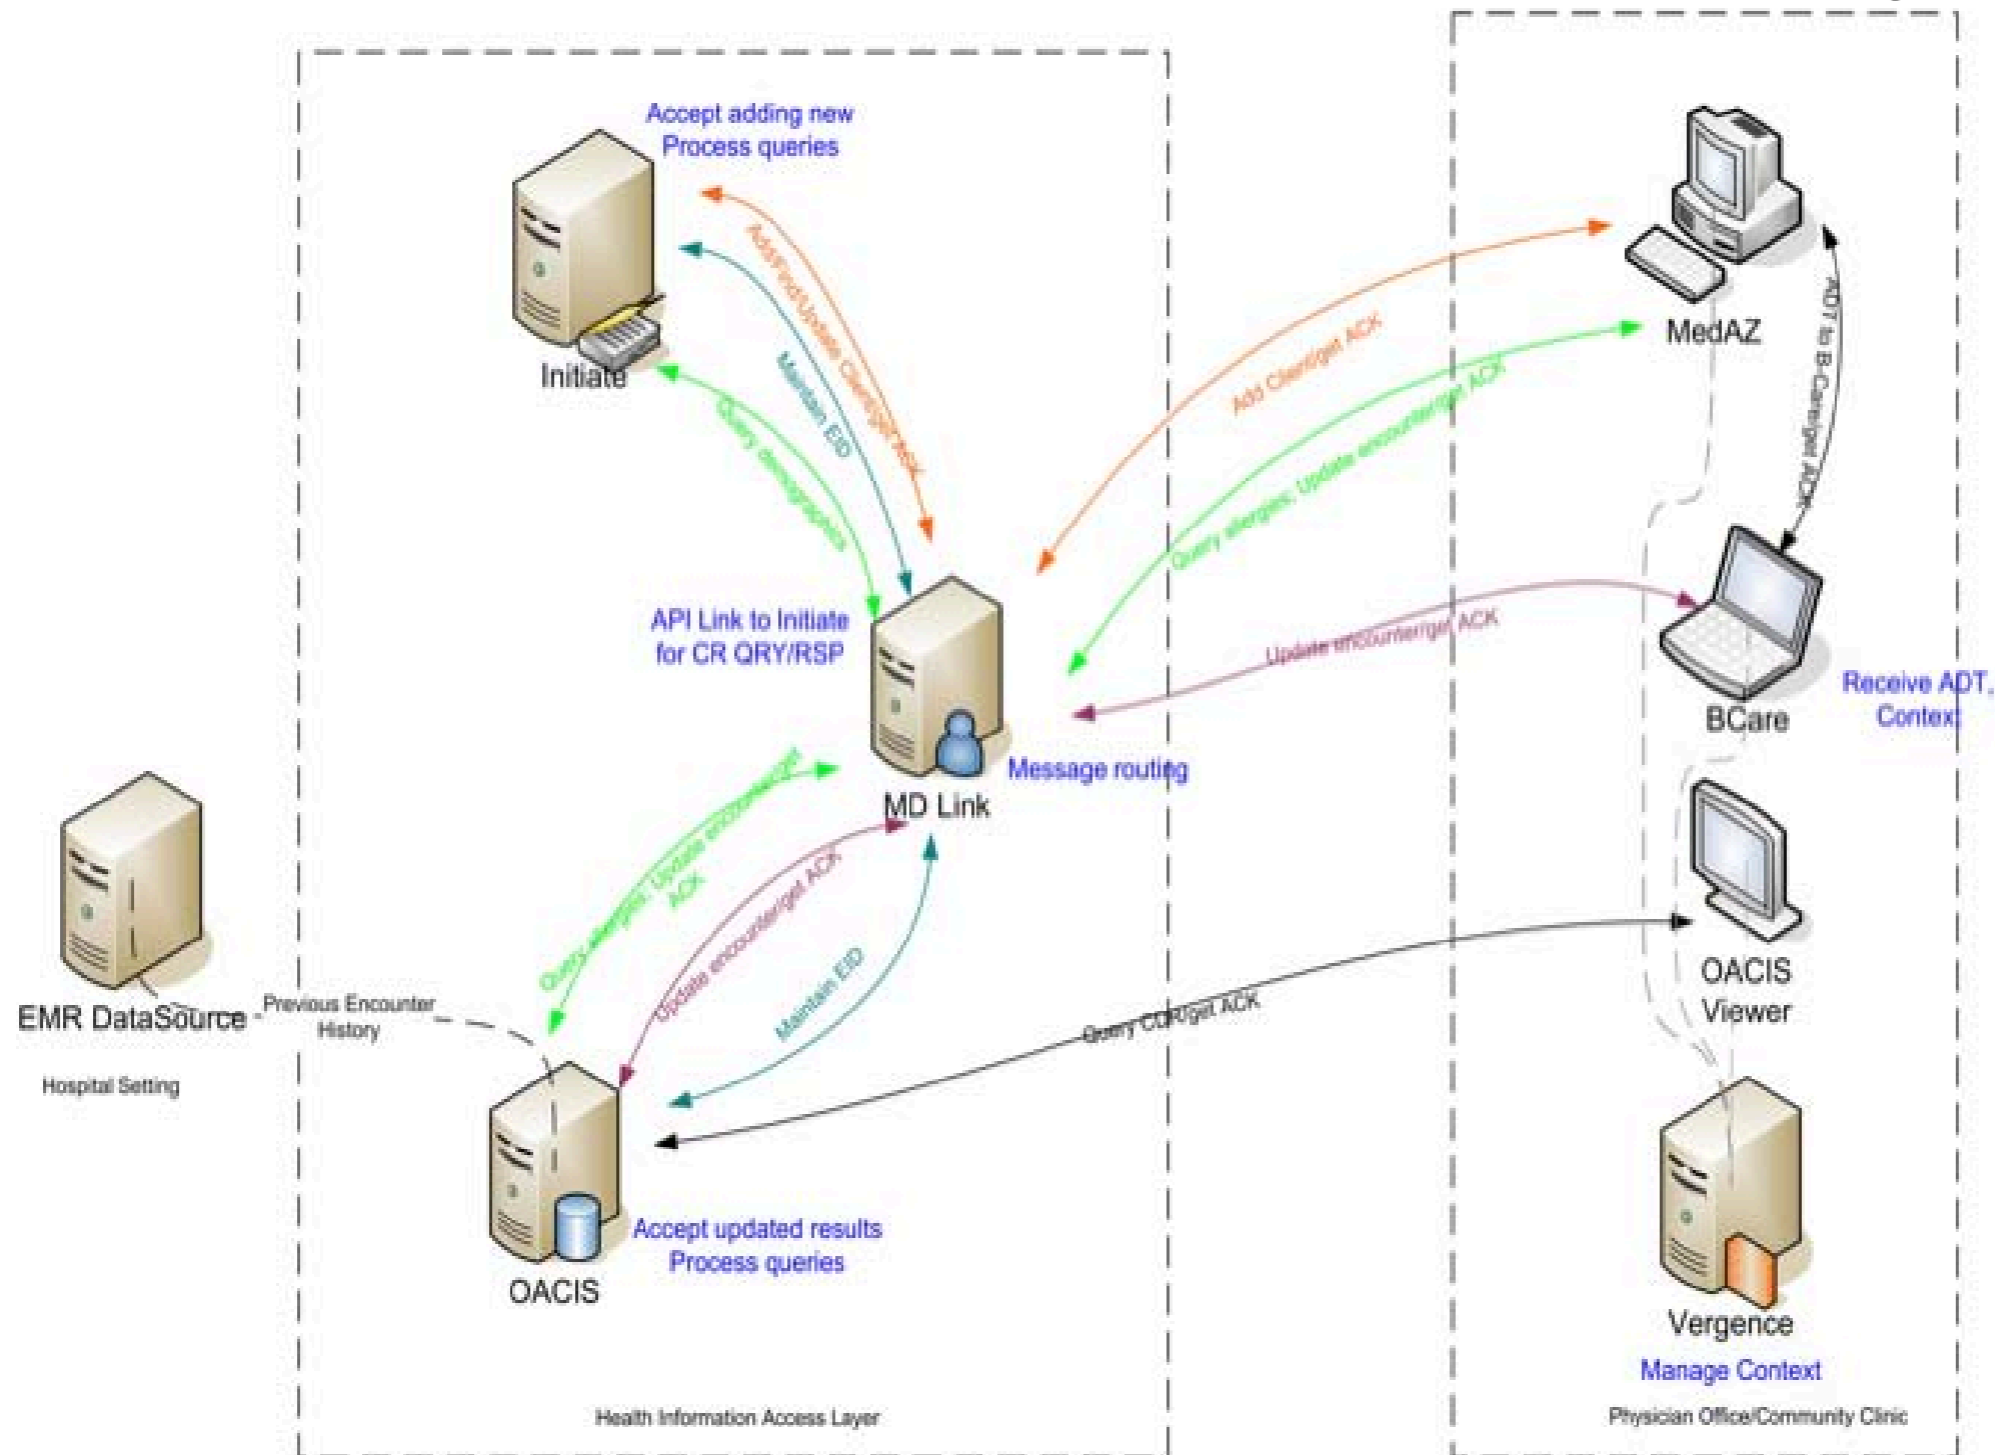 Accept adding new
Process queries
Initiate
Add/Find/Update Client/get ACK
Maintain EID
Query demographics
API Link to Initiate
for CR QRY/RSP
Message routing
MD Link
Add Client/get ACK
Query allergies; Update encounter/get ACK
Update encounter/get ACK
MedAZ
ADT to B-Care/get ACK
BCare
Receive ADT,
Context
Query allergies; Update encounter/get
ACK
Update encounter/get ACK
Maintain EID
Query CDR/get ACK
OACIS
Viewer
EMR DataSource
Previous Encounter
History
Hospital Setting
OACIS
Accept updated results
Process queries
Vergence
Manage Context
Health Information Access Layer
Physician Office/Community Clinic